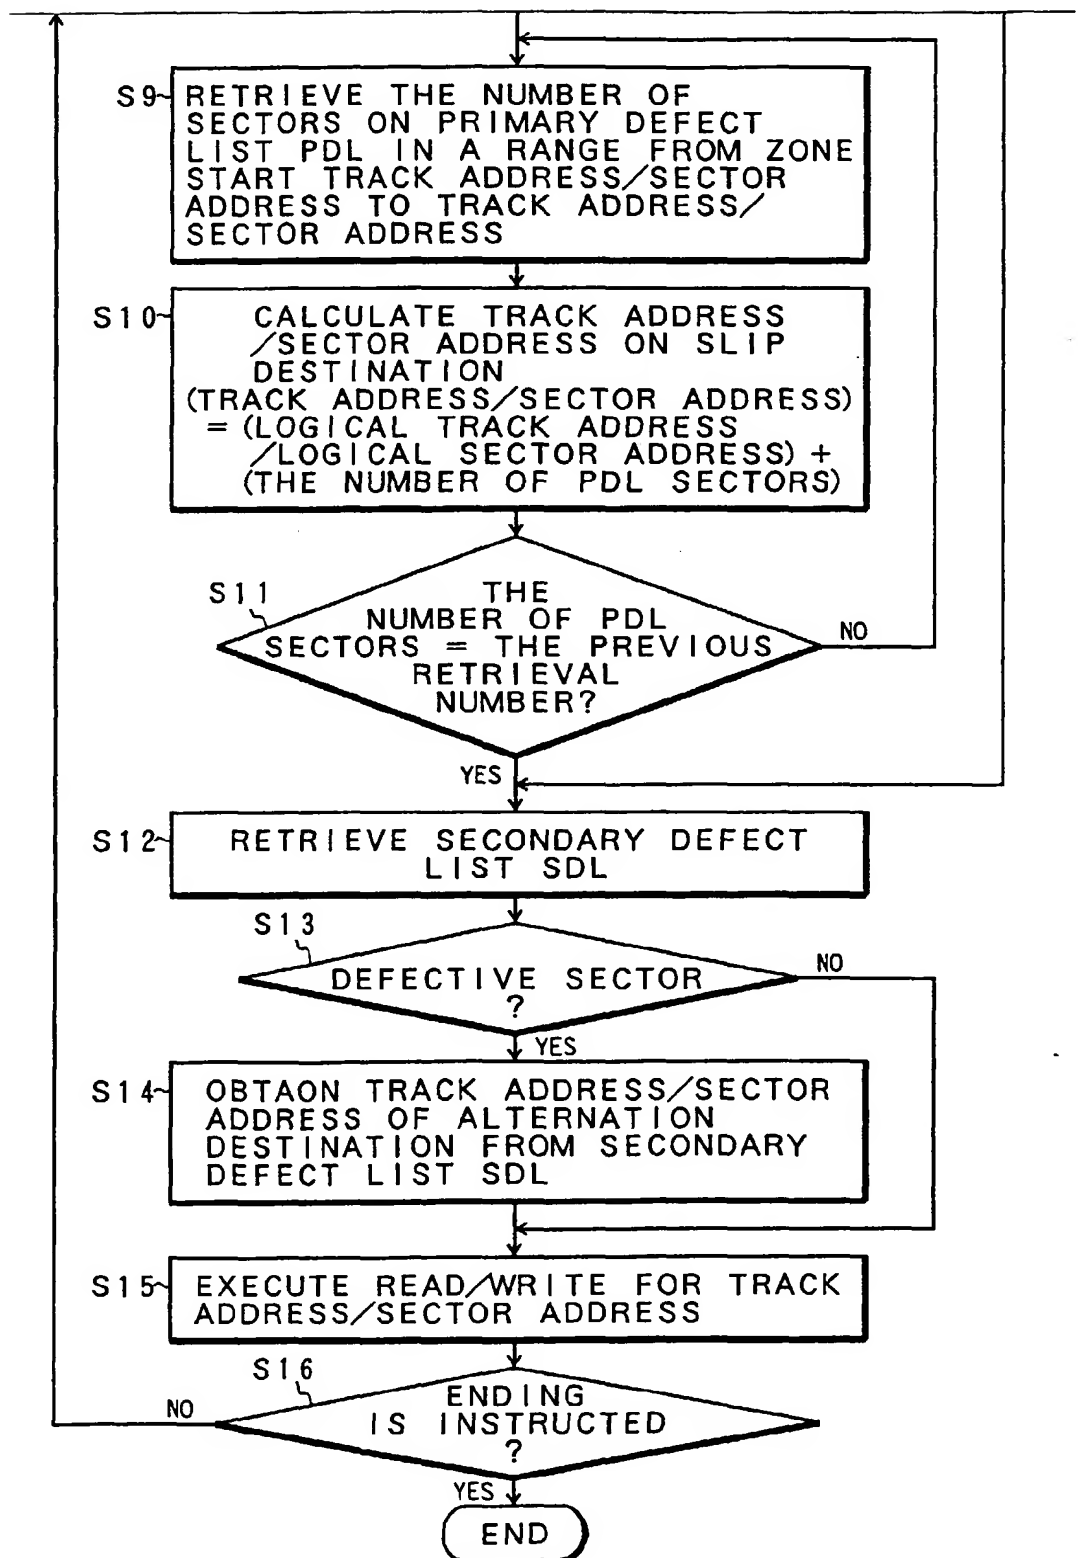 S9
RETRIEVE THE NUMBER OF
SECTORS ON PRIMARY DEFECT
LIST PDL IN A RANGE FROM ZONE
START TRACK ADDRESS/SECTOR
ADDRESS TO TRACK ADDRESS/
SECTOR ADDRESS
S10
CALCULATE TRACK ADDRESS
/SECTOR ADDRESS ON SLIP
DESTINATION
(TRACK ADDRESS/SECTOR ADDRESS)
= (LOGICAL TRACK ADDRESS
/LOGICAL SECTOR ADDRESS) +
(THE NUMBER OF PDL SECTORS)
S11
THE
NUMBER OF PDL
SECTORS = THE PREVIOUS
RETRIEVAL
NUMBER?
NO
YES
S12
RETRIEVE SECONDARY DEFECT
LIST SDL
S13
DEFECTIVE SECTOR
?
NO
YES
S14
OBTAON TRACK ADDRESS/SECTOR
ADDRESS OF ALTERNATION
DESTINATION FROM SECONDARY
DEFECT LIST SDL
S15
EXECUTE READ/WRITE FOR TRACK
ADDRESS/SECTOR ADDRESS
S16
ENDING
IS INSTRUCTED
?
NO
YES
END